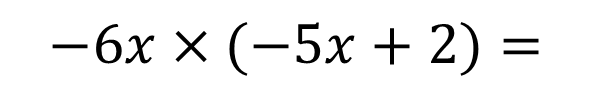 −6x × (−5x + 2) =